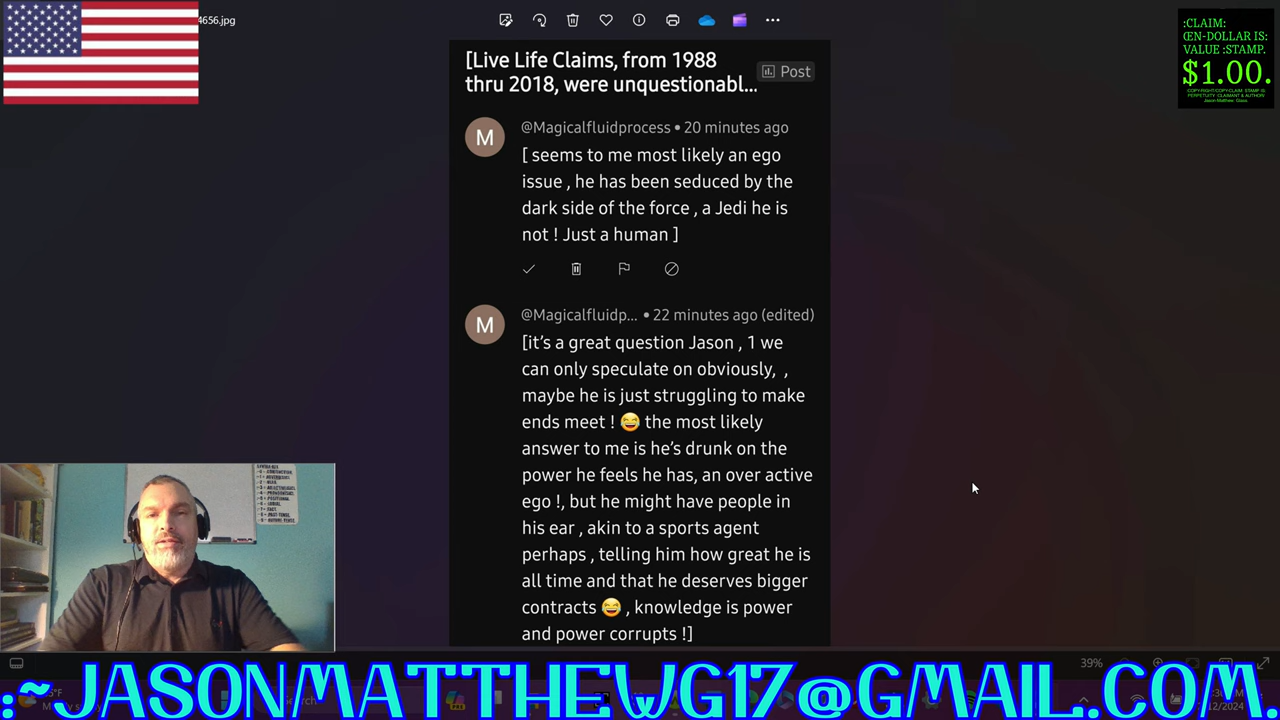 4656.jpg
:CLAIM:
ŒN-DOLLAR IS:
VALUE :STAMP.
$1.00.
Jason Matthew: Glass.
[Live Life Claims, from 1988
thru 2018, were unquestionabl...
Post
M
@Magicalfluidprocess • 20 minutes ago
[ seems to me most likely an ego
issue , he has been seduced by the
dark side of the force , a Jedi he is
not ! Just a human ]
M
@Magicalfluidp... • 22 minutes ago (edited)
[it’s a great question Jason , 1 we
can only speculate on obviously, ,
maybe he is just struggling to make
ends meet ! 😂 the most likely
answer to me is he’s drunk on the
power he feels he has, an over active
ego !, but he might have people in
his ear , akin to a sports agent
perhaps , telling him how great he is
all time and that he deserves bigger
contracts 😂 , knowledge is power
and power corrupts !]
39%
:~ JASONMATTHEWG17@GMAIL.COM.